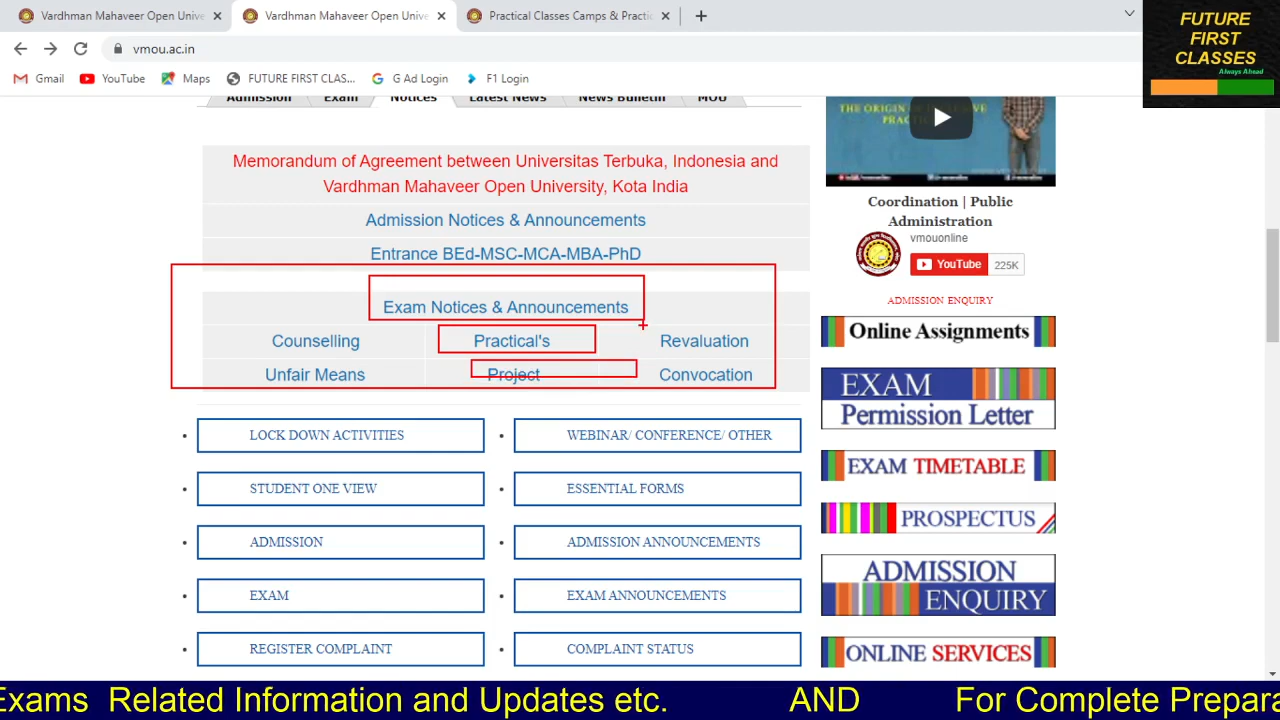 Vardhman Mahaveer Open Unive
Vardhman Mahaveer Open Unive
Practical Classes Camps & Practi
vmou.ac.in
Gmail
YouTube
Maps
FUTURE FIRST CLAS...
G Ad Login
F1 Login
FUTURE
FIRST
CLASSES
Always Ahead
Admission
Exam
Notices
Latest News
News Bulletin
MOU
Memorandum of Agreement between Universitas Terbuka, Indonesia and
Vardhman Mahaveer Open University, Kota India
Admission Notices & Announcements
Entrance BEd-MSC-MCA-MBA-PhD
Exam Notices & Announcements
Counselling
Practical's
Revaluation
Unfair Means
Project
Convocation
LOCK DOWN ACTIVITIES
WEBINAR/ CONFERENCE/ OTHER
STUDENT ONE VIEW
ESSENTIAL FORMS
ADMISSION
ADMISSION ANNOUNCEMENTS
EXAM
EXAM ANNOUNCEMENTS
REGISTER COMPLAINT
COMPLAINT STATUS
Coordination | Public
Administration
vmouonline
YouTube
225K
ADMISSION ENQUIRY
Online Assignments
EXAM
Permission Letter
EXAM TIMETABLE
PROSPECTUS
ADMISSION
ENQUIRY
ONLINE SERVICES
Exams Related Information and Updates etc. AND For Complete Prepara